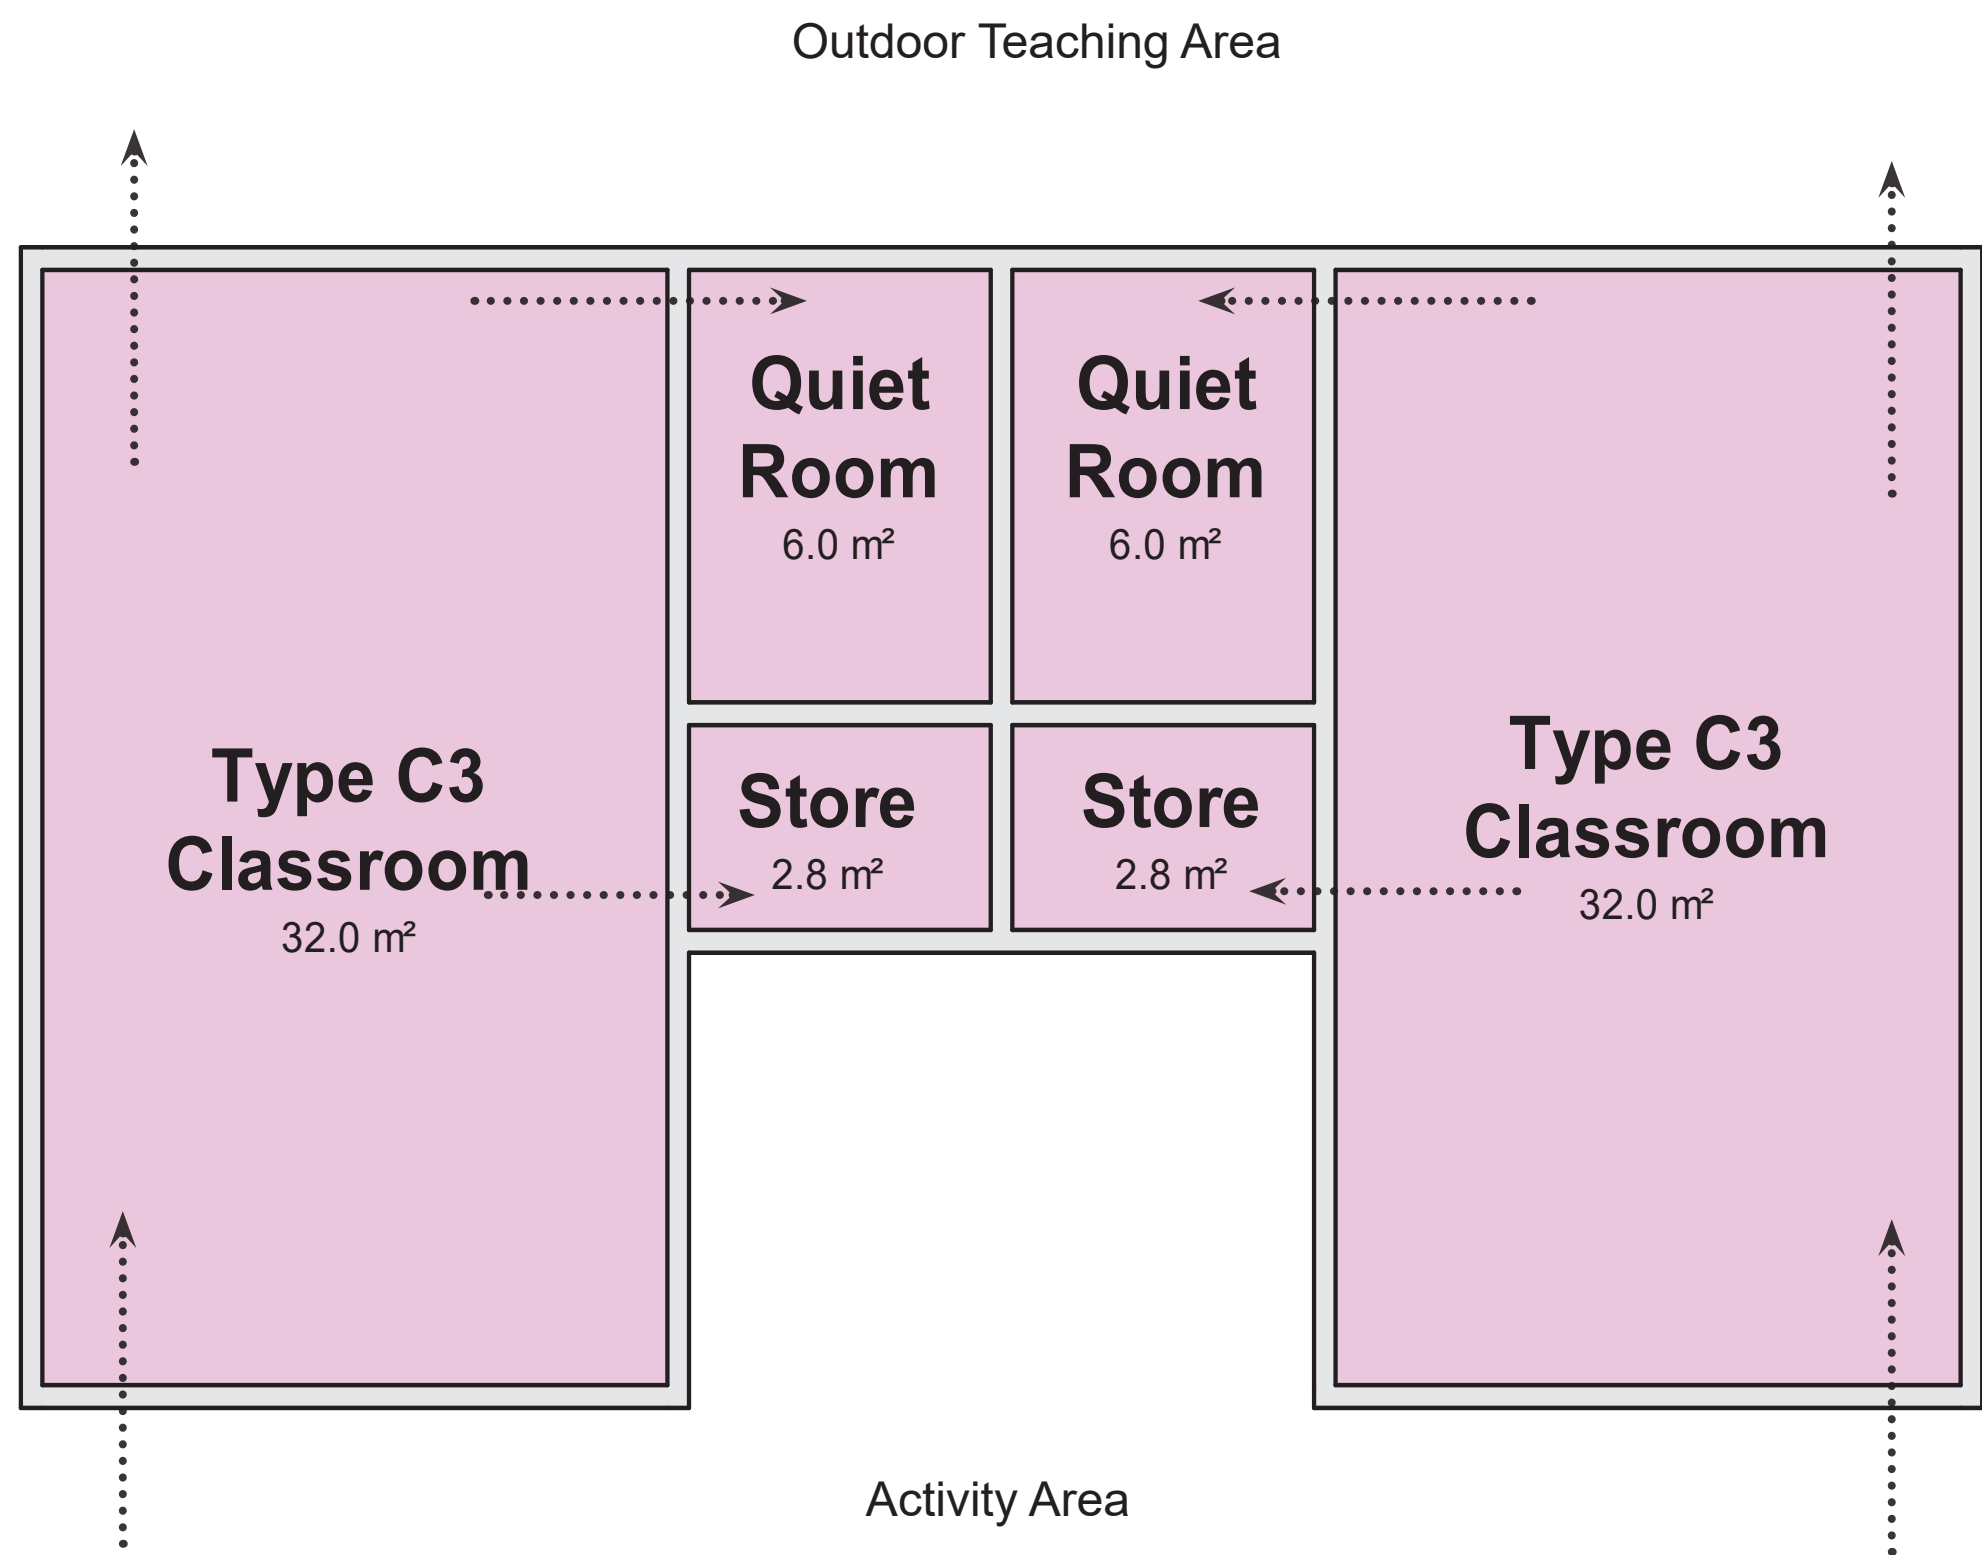 Outdoor Teaching Area
Quiet
Room
6.0 m²
Quiet
Room
6.0 m²
Type C3
Classroom
32.0 m²
Store
2.8 m²
Store
2.8 m²
Type C3
Classroom
32.0 m²
Activity Area